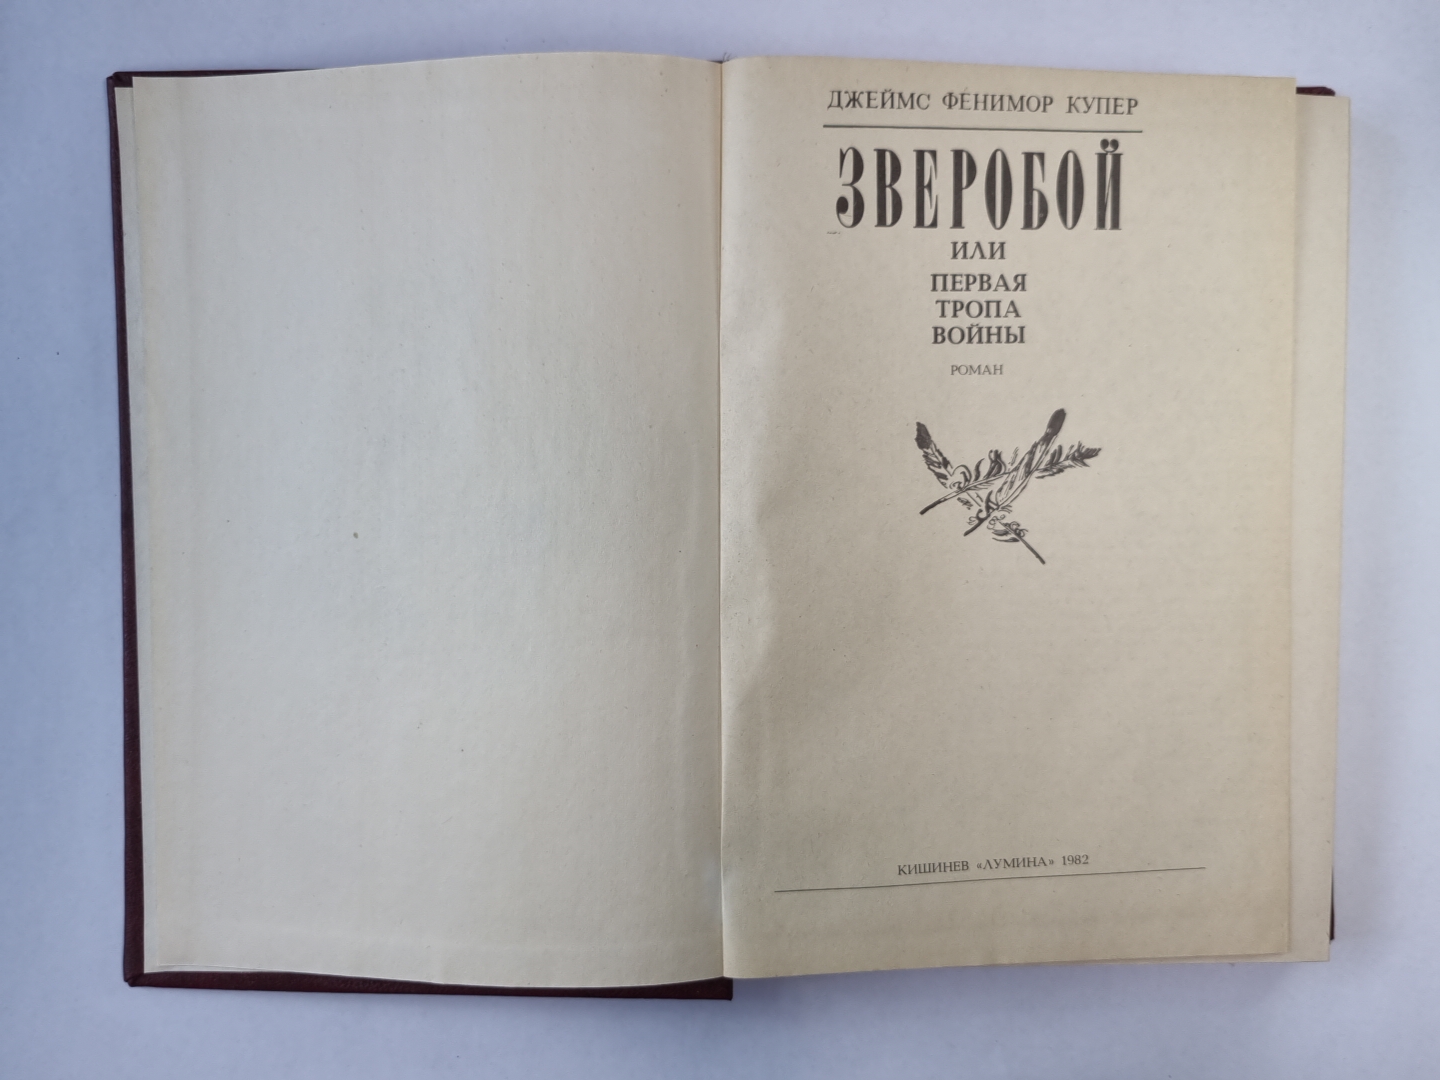 ДЖЕЙМС ФЕНИМОР КУПЕР
ЗВЕРОБОЙ
ИЛИ
ПЕРВАЯ
ТРОПА
ВОЙНЫ
РОМАН
КИШИНЕВ «ЛУМИНА» 1982